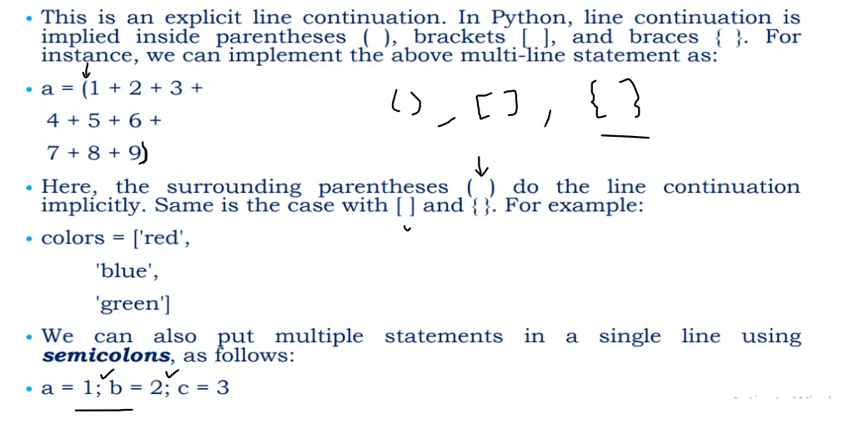 • This is an explicit line continuation. In Python, line continuation is
implied inside parentheses ( ), brackets [ ], and braces { }. For
instance, we can implement the above multi-line statement as:
• a = (1 + 2 + 3 +
4 + 5 + 6 +
7 + 8 + 9)
( ), [ ], { }
• Here, the surrounding parentheses ( ) do the line continuation
implicitly. Same is the case with [ ] and { }. For example:
• colors = ['red',
'blue',
'green']
• We can also put multiple statements in a single line using
semicolons, as follows:
• a = 1; b = 2; c = 3